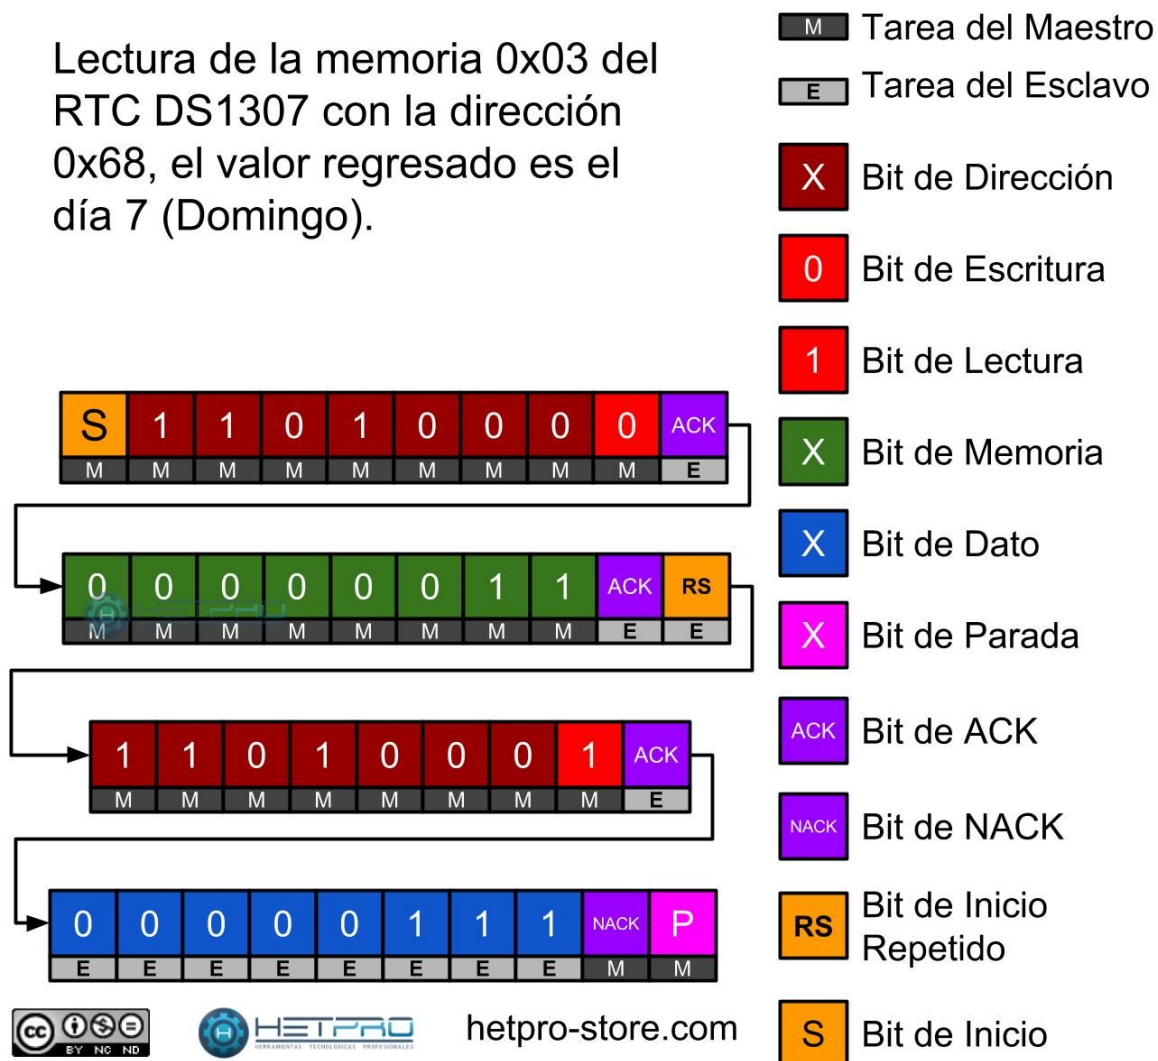 Lectura de la memoria 0x03 del
RTC DS1307 con la dirección
0x68, el valor regresado es el
día 7 (Domingo).
M Tarea del Maestro
E Tarea del Esclavo
X Bit de Dirección
0 Bit de Escritura
1 Bit de Lectura
X Bit de Memoria
X Bit de Dato
X Bit de Parada
ACK Bit de ACK
NACK Bit de NACK
RS Bit de Inicio
Repetido
S Bit de Inicio
S 1 1 0 1 0 0 0 0 ACK
M M M M M M M M M E
0 0 0 0 0 0 1 1 ACK RS
M M M M M M M M E E
HETPRO
1 1 0 1 0 0 0 1 ACK
M M M M M M M M E
0 0 0 0 0 1 1 1 NACK P
E E E E E E E E M M
cc BY NC ND
HETPRO
HERRAMIENTAS TECNOLÓGICAS PROFESIONALES
hetpro-store.com